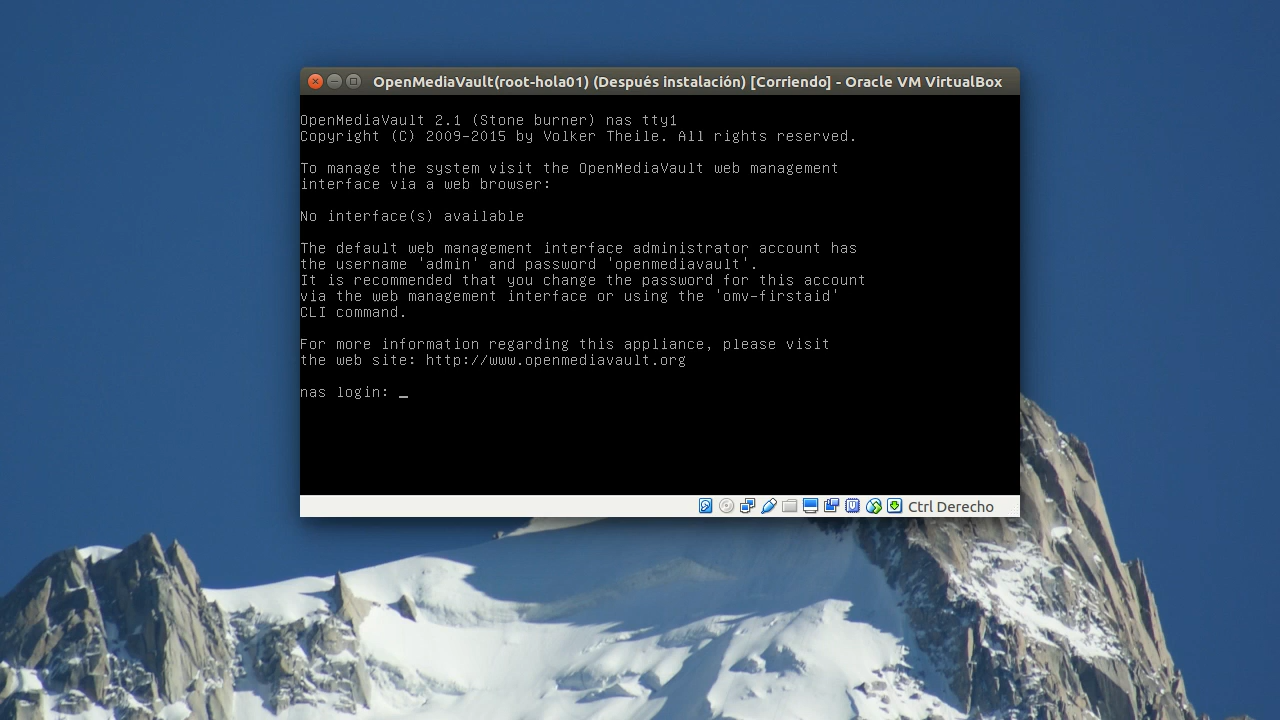 OpenMediaVault(root-hola01) (Después instalación) [Corriendo] - Oracle VM VirtualBox
OpenMediaVault 2.1 (Stone burner) nas tty1
Copyright (C) 2009-2015 by Volker Theile. All rights reserved.
To manage the system visit the OpenMediaVault web management
interface via a web browser:
No interface(s) available
The default web management interface administrator account has
the username 'admin' and password 'openmediavault'.
It is recommended that you change the password for this account
via the web management interface or using the 'omv-firstaid'
CLI command.
For more information regarding this appliance, please visit
the web site: http://www.openmediavault.org
nas login: _
Ctrl Derecho